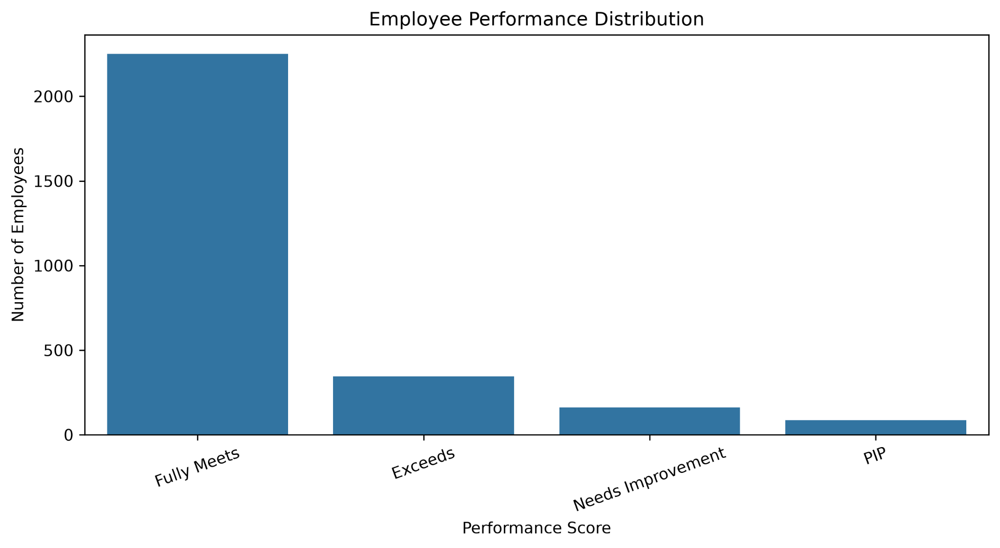 Employee Performance Distribution
Number of Employees
2000
1500
1000
500
0
Fully Meets
Exceeds
Needs Improvement
PIP
Performance Score